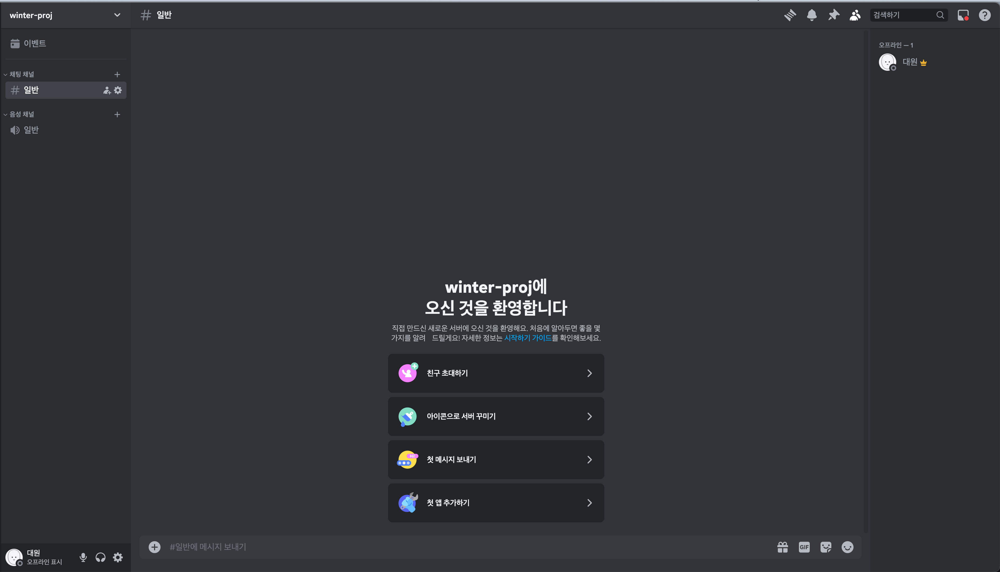 winter-proj
일반
검색하기
이벤트
채팅 채널
일반
음성 채널
일반
오프라인 — 1
대원
winter-proj에
오신 것을 환영합니다
직접 만드신 새로운 서버에 오신 것을 환영해요. 처음에 알아두면 좋을 몇
가지를 알려 드릴게요! 자세한 정보는 시작하기 가이드를 확인해보세요.
친구 초대하기
아이콘으로 서버 꾸미기
Hi!
첫 메시지 보내기
첫 앱 추가하기
#일반에 메시지 보내기
GIF
대원
오프라인 표시